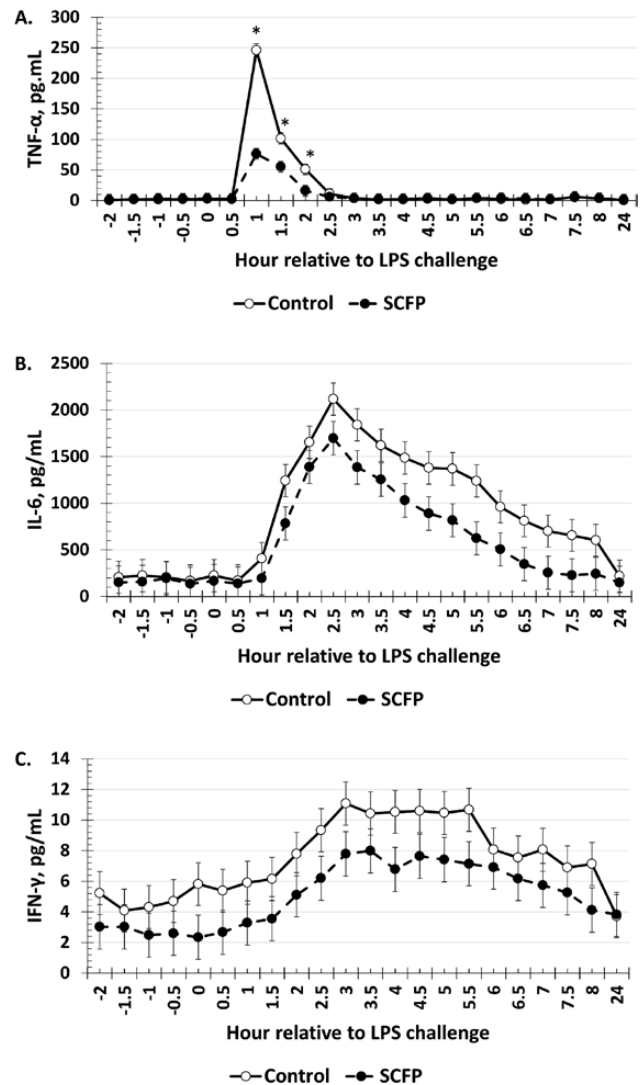 A.
300
250
200
150
100
50
0
TNF-α, pg.mL
*
*
*
-2 -1.5 -1 -0.5 0 0.5 1 1.5 2 2.5 3 3.5 4 4.5 5 5.5 6 6.5 7 7.5 8 24
Hour relative to LPS challenge
Control SCFP
B.
2500
2000
1500
1000
500
0
IL-6, pg/mL
-2 -1.5 -1 -0.5 0 0.5 1 1.5 2 2.5 3 3.5 4 4.5 5 5.5 6 6.5 7 7.5 8 24
Hour relative to LPS challenge
Control SCFP
C.
14
12
10
8
6
4
2
0
IFN-γ, pg/mL
-2 -1.5 -1 -0.5 0 0.5 1 1.5 2 2.5 3 3.5 4 4.5 5 5.5 6 6.5 7 7.5 8 24
Hour relative to LPS challenge
Control SCFP